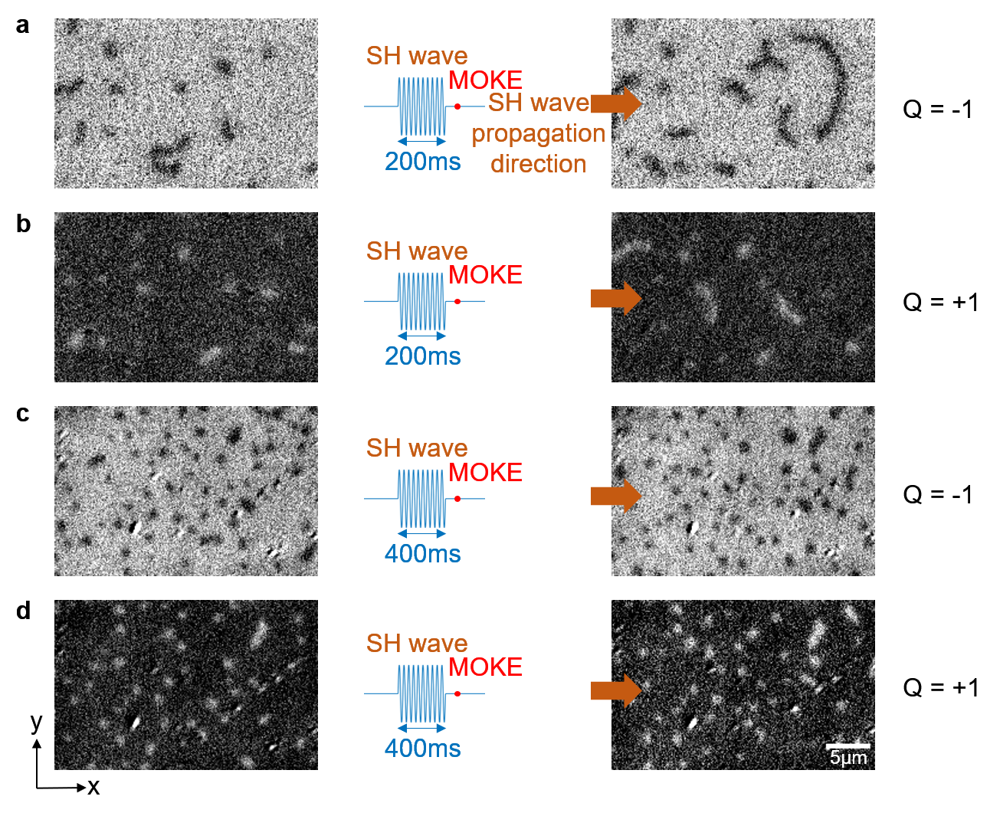 a
SH wave
MOKE
SH wave
propagation
direction
200ms
Q = -1
b
SH wave
MOKE
200ms
Q = +1
c
SH wave
MOKE
400ms
Q = -1
d
SH wave
MOKE
400ms
Q = +1
y
x
5μm